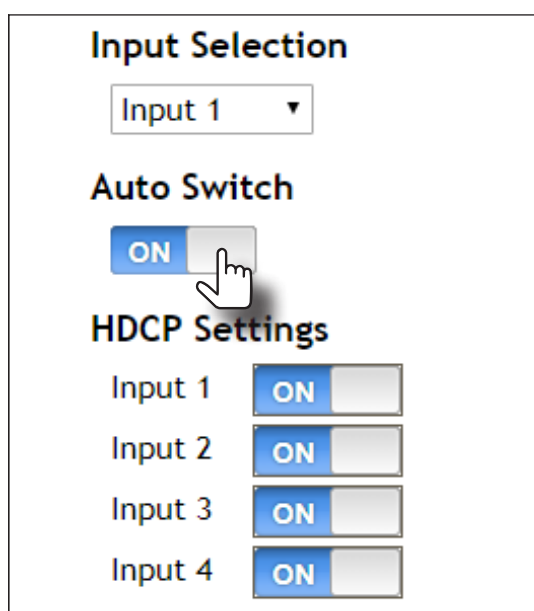 Input Selection
Input 1
Auto Switch
ON
HDCP Settings
Input 1 ON
Input 2 ON
Input 3 ON
Input 4 ON